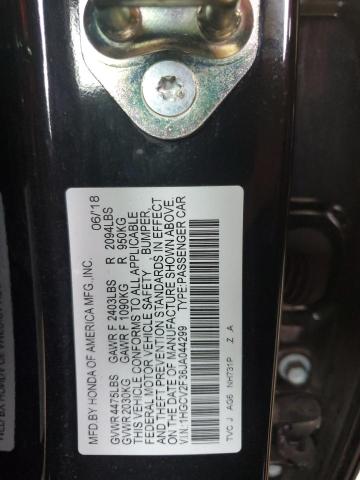 MFD BY HONDA OF AMERICA MFG.,INC. 06/18
GVWR 4475LBS GAWR F 2403LBS R 2094LBS
GVWR 2030KG GAWR F 1090KG R 950KG
THIS VEHICLE CONFORMS TO ALL APPLICABLE
FEDERAL MOTOR VEHICLE SAFETY, BUMPER,
AND THEFT PREVENTION STANDARDS IN EFFECT
ON THE DATE OF MANUFACTURE SHOWN ABOVE.
V.I.N.:1HGCV2F36JA044299 TYPE:PASSENGER CAR
TVC J AG6 NH731P Z A